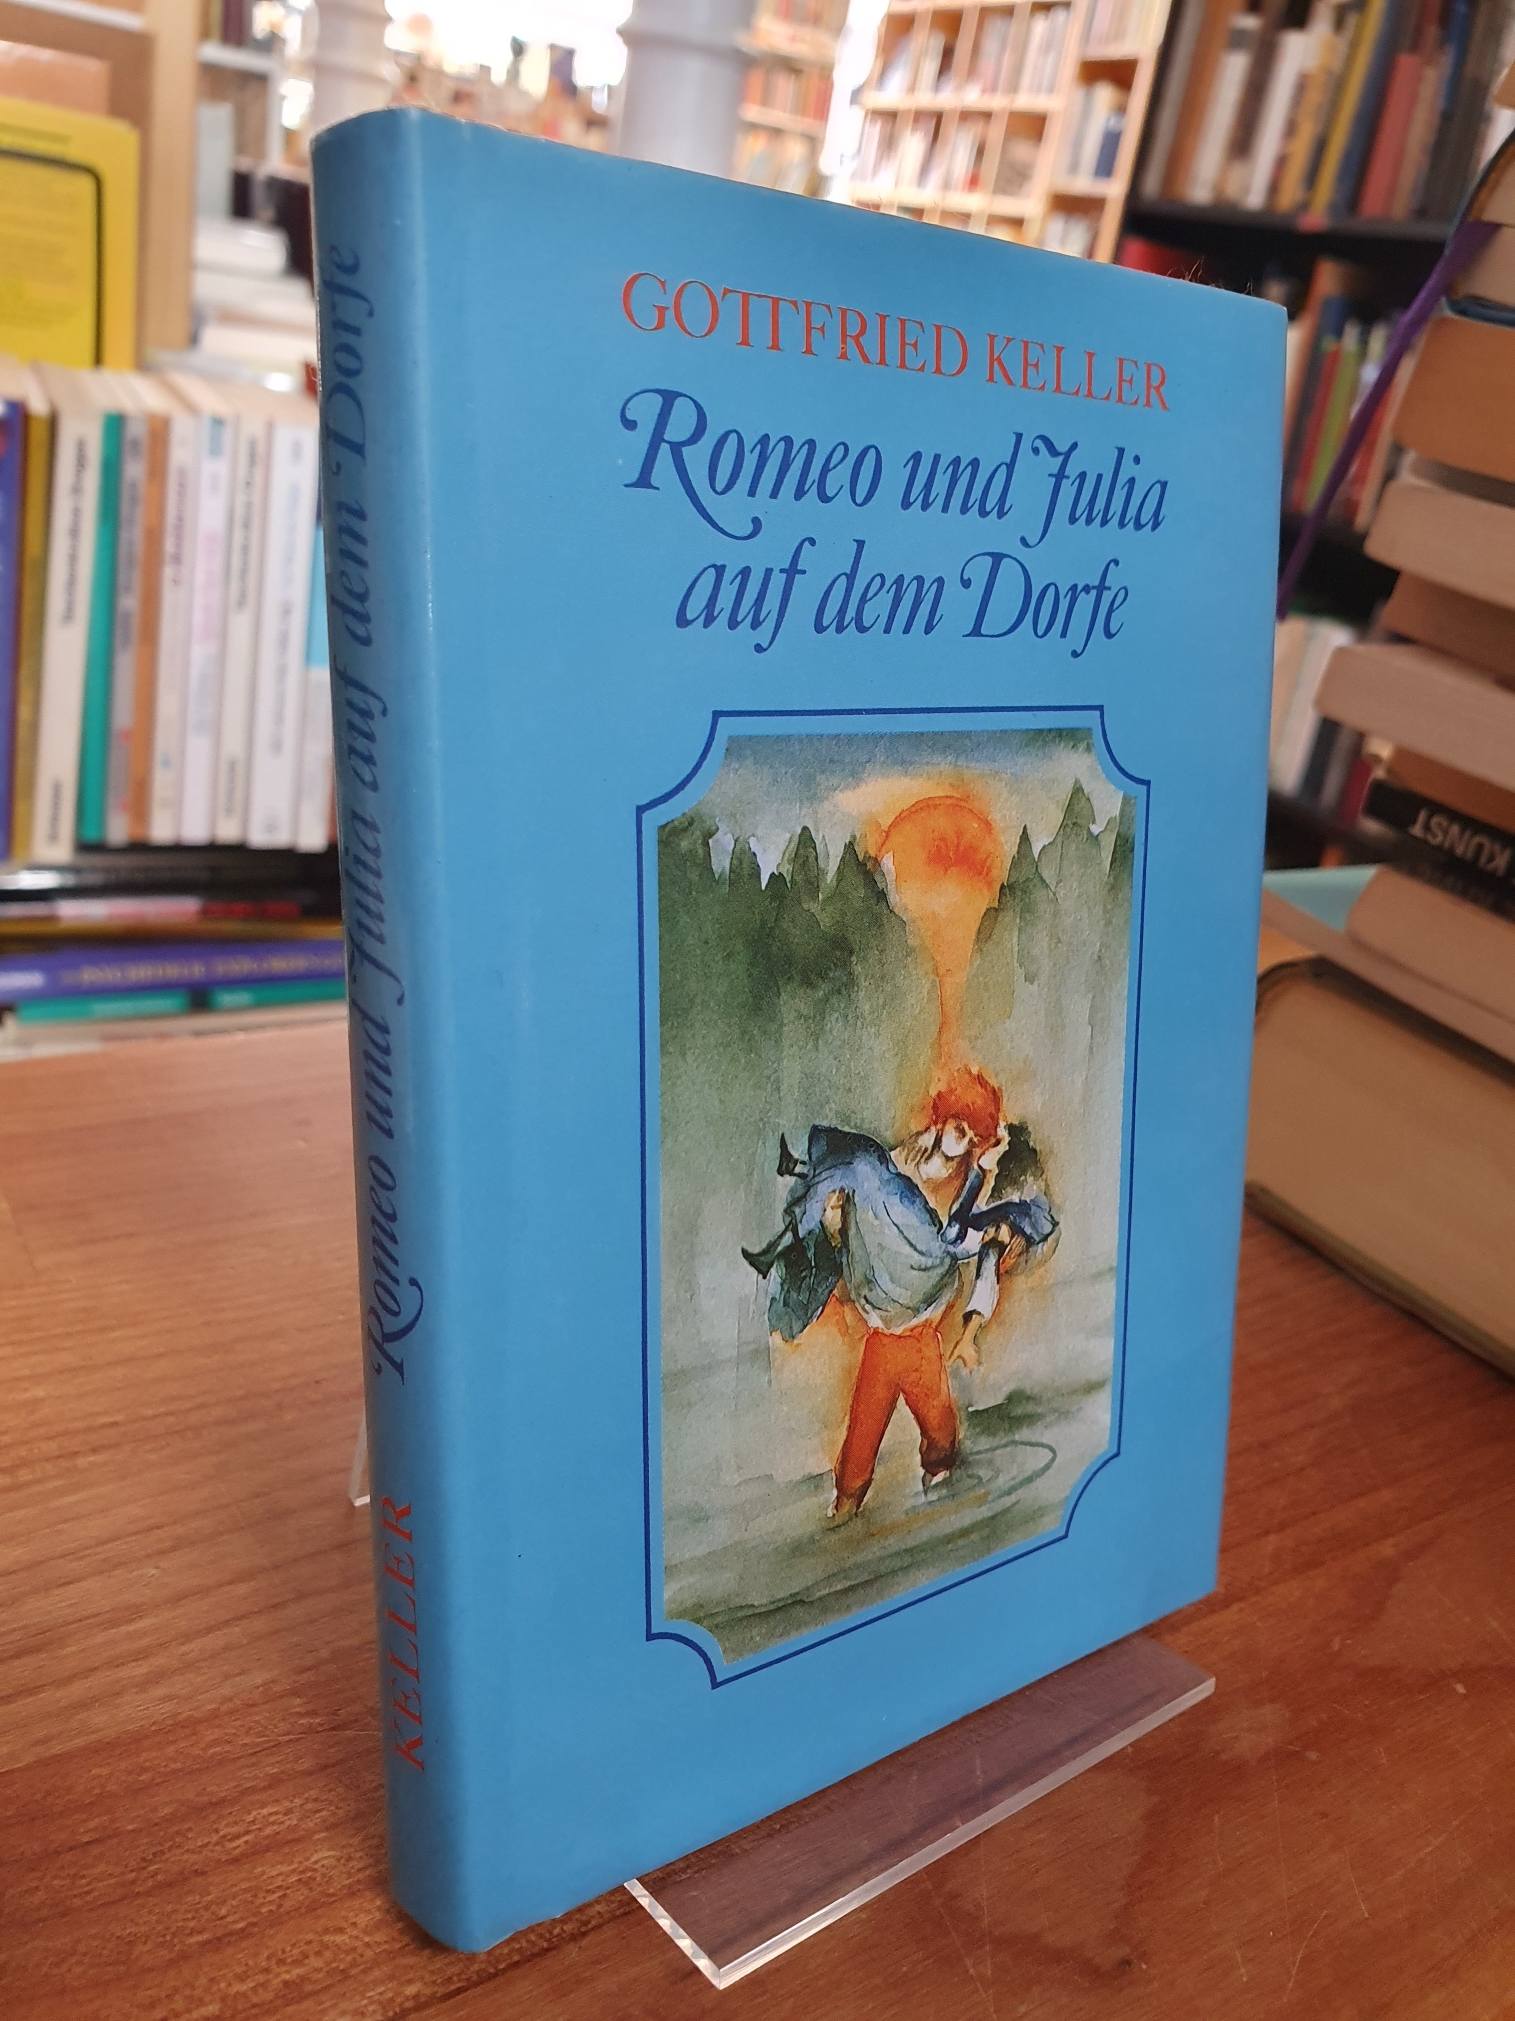 GOTTFRIED KELLER
Romeo und Julia
auf dem Dorfe
KELLER Romeo und Julia auf dem Dorfe
KUNST